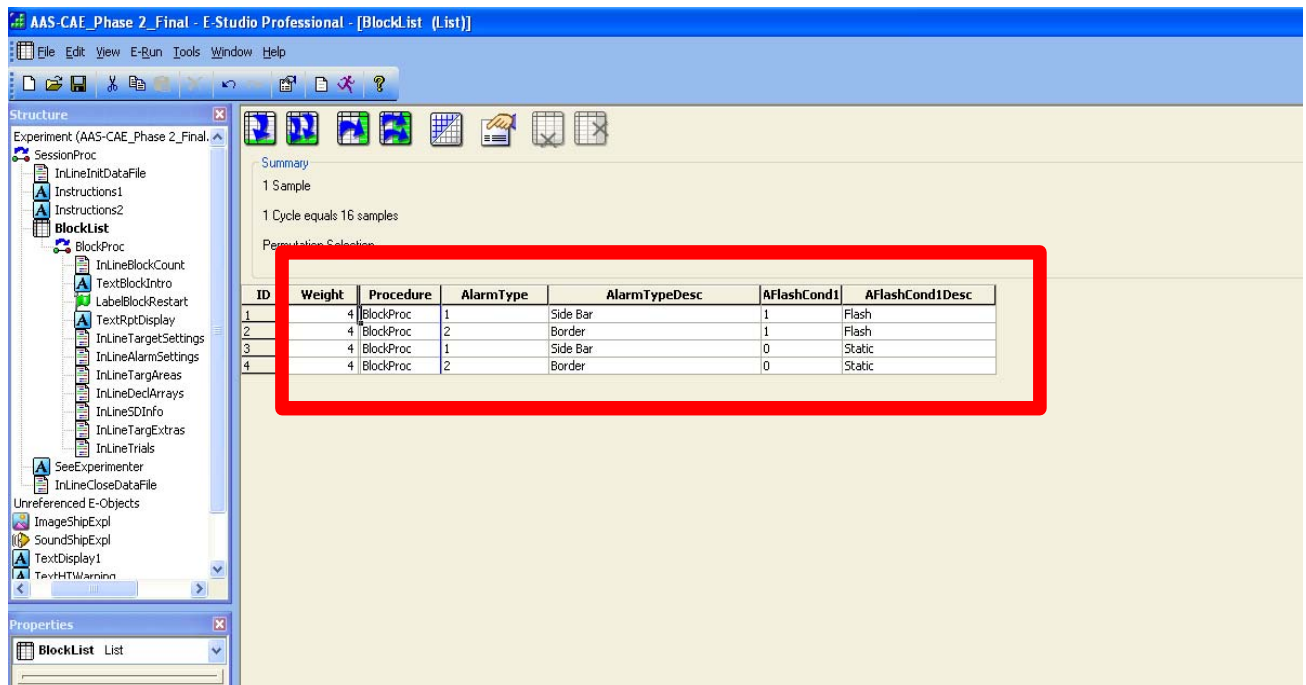 AAS-CAE_Phase 2_Final - E-Studio Professional - [BlockList (List)]
File Edit View E-Run Tools Window Help
Structure
Experiment (AAS-CAE_Phase 2_Final.
SessionProc
InLineInitDataFile
Instructions1
Instructions2
BlockList
BlockProc
InLineBlockCount
TextBlockIntro
LabelBlockRestart
TextRptDisplay
InLineTargetSettings
InLineAlarmSettings
InLineTargAreas
InLineDeclArrays
InLineSDInfo
InLineTargExtras
InLineTrials
SeeExperimenter
InLineCloseDataFile
Unreferenced E-Objects
ImageShipExpl
SoundShipExpl
TextDisplay1
TextHTWarning
Properties
BlockList List
Summary
1 Sample
1 Cycle equals 16 samples
Permutation Selection
ID Weight Procedure AlarmType AlarmTypeDesc AFlashCond1 AFlashCond1Desc
1 4 BlockProc 1 Side Bar 1 Flash
2 4 BlockProc 2 Border 1 Flash
3 4 BlockProc 1 Side Bar 0 Static
4 4 BlockProc 2 Border 0 Static